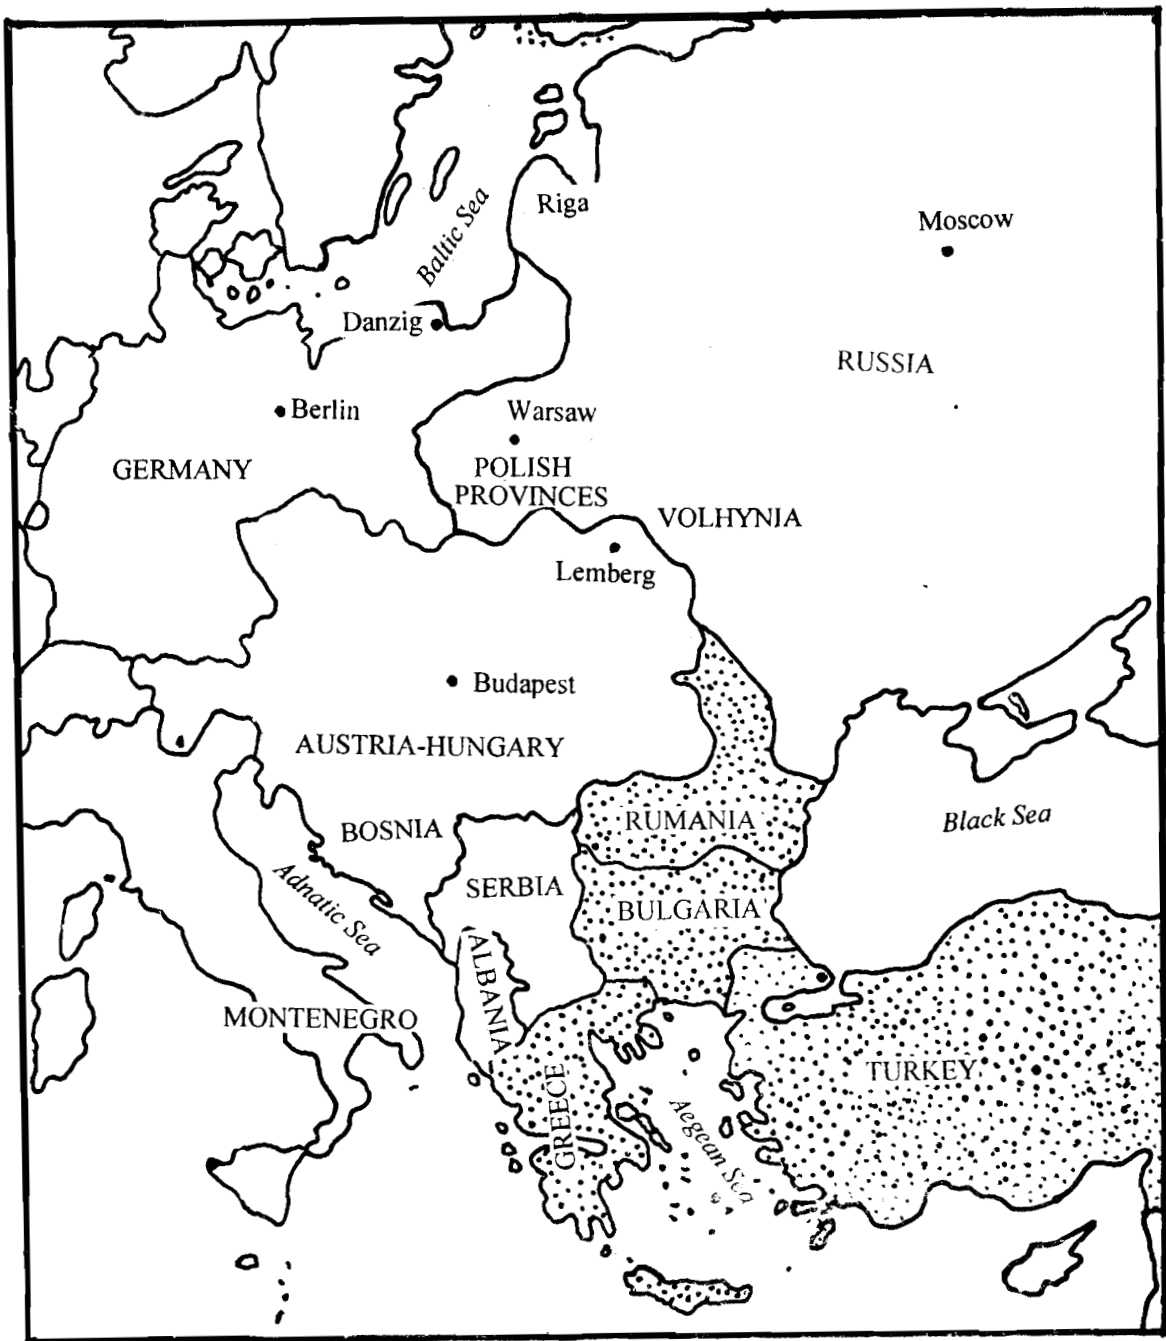 Riga
Moscow
Baltic Sea
Danzig
RUSSIA
Berlin
Warsaw
GERMANY
POLISH
PROVINCES
VOLHYNIA
Lemberg
Budapest
AUSTRIA-HUNGARY
BOSNIA
RUMANIA
Black Sea
SERBIA
Adriatic Sea
BULGARIA
ALBANIA
MONTENEGRO
TURKEY
GREECE
Aegean Sea